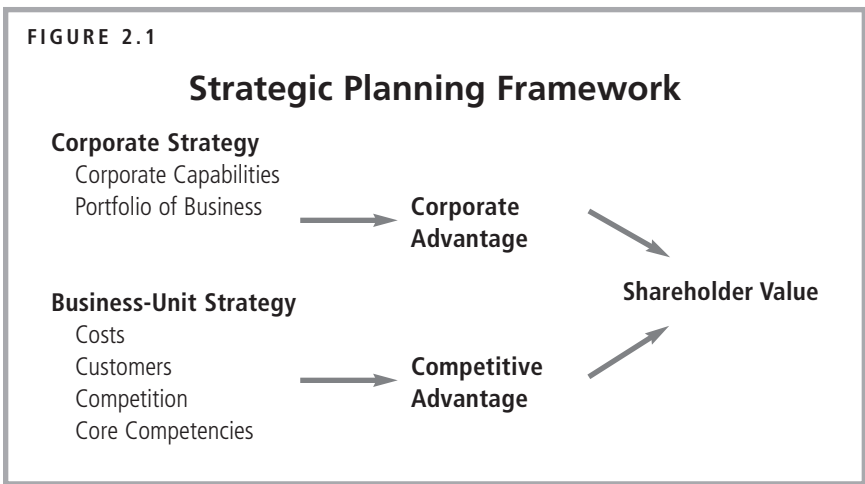 FIGURE 2.1
Strategic Planning Framework
Corporate Strategy
Corporate Capabilities
Portfolio of Business
Corporate
Advantage
Shareholder Value
Business-Unit Strategy
Costs
Customers
Competition
Core Competencies
Competitive
Advantage